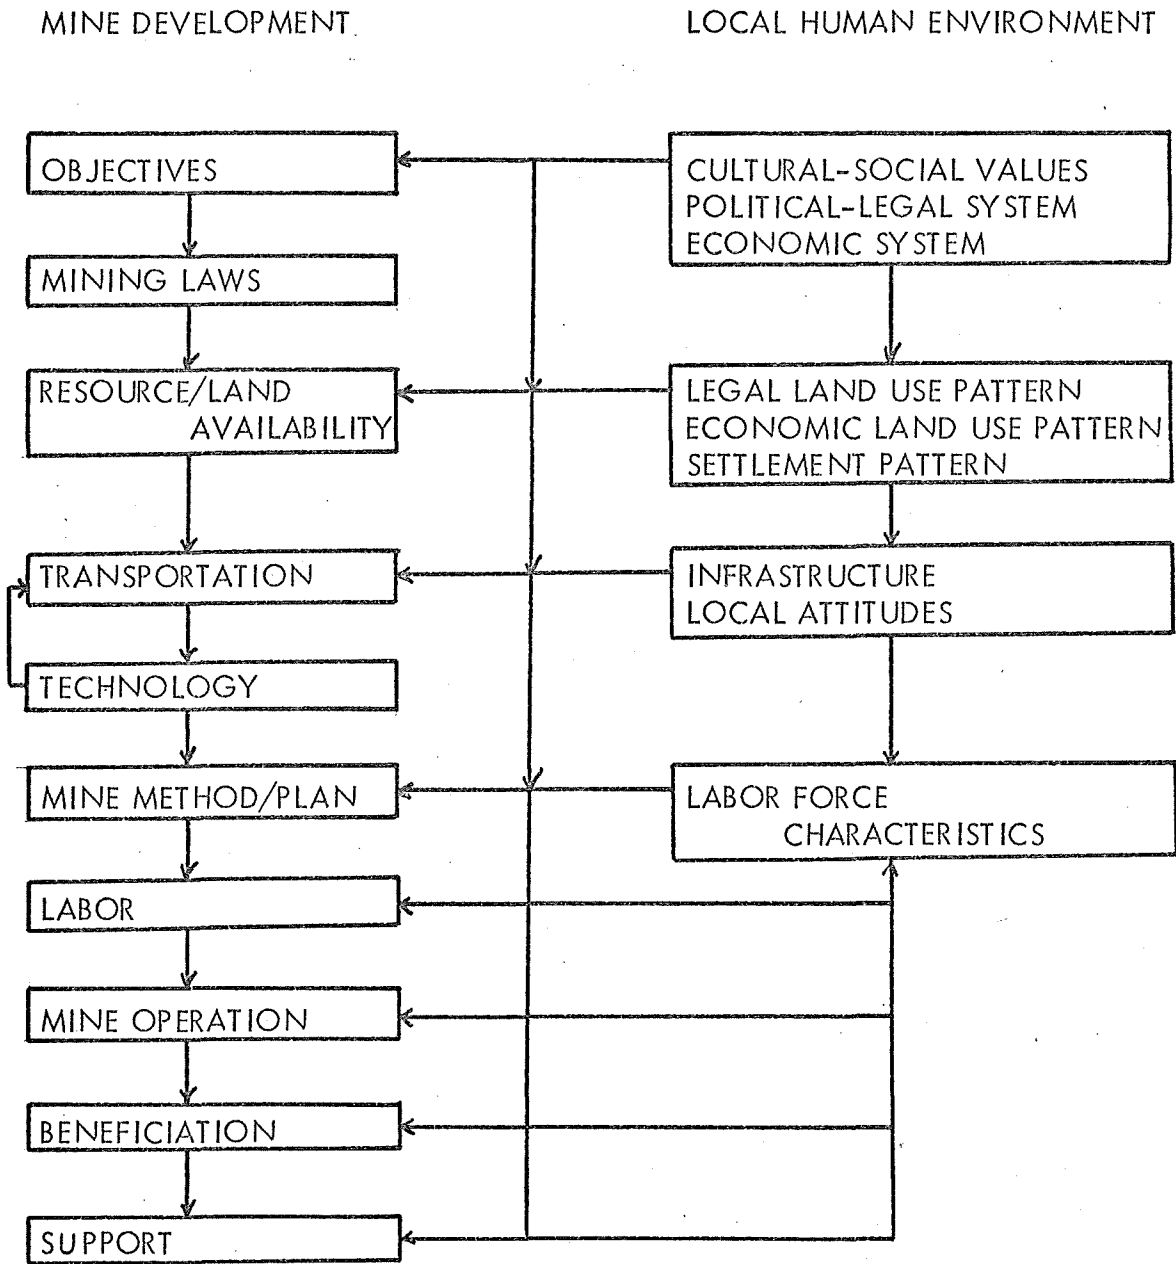 MINE DEVELOPMENT
LOCAL HUMAN ENVIRONMENT
OBJECTIVES
MINING LAWS
RESOURCE/LAND
AVAILABILITY
TRANSPORTATION
TECHNOLOGY
MINE METHOD/PLAN
LABOR
MINE OPERATION
BENEFICIATION
SUPPORT
CULTURAL-SOCIAL VALUES
POLITICAL-LEGAL SYSTEM
ECONOMIC SYSTEM
LEGAL LAND USE PATTERN
ECONOMIC LAND USE PATTERN
SETTLEMENT PATTERN
INFRASTRUCTURE
LOCAL ATTITUDES
LABOR FORCE
CHARACTERISTICS